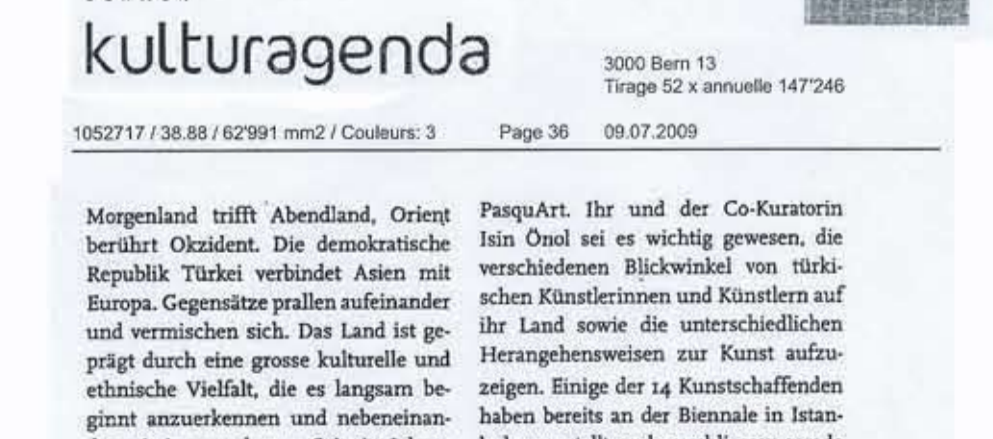 kulturagenda
3000 Bern 13
Tirage 52 x annuelle 147'246
1052717 / 38.88 / 62'991 mm2 / Couleurs: 3 Page 36 09.07.2009
Morgenland trifft Abendland, Orient
berührt Okzident. Die demokratische
Republik Türkei verbindet Asien mit
Europa. Gegensätze prallen aufeinander
und vermischen sich. Das Land ist ge-
prägt durch eine grosse kulturelle und
ethnische Vielfalt, die es langsam be-
ginnt anzuerkennen und nebeneinan-
PasquArt. Ihr und der Co-Kuratorin
Isin Önol sei es wichtig gewesen, die
verschiedenen Blickwinkel von türki-
schen Künstlerinnen und Künstlern auf
ihr Land sowie die unterschiedlichen
Herangehensweisen zur Kunst aufzu-
zeigen. Einige der 14 Kunstschaffenden
haben bereits an der Biennale in Istan-